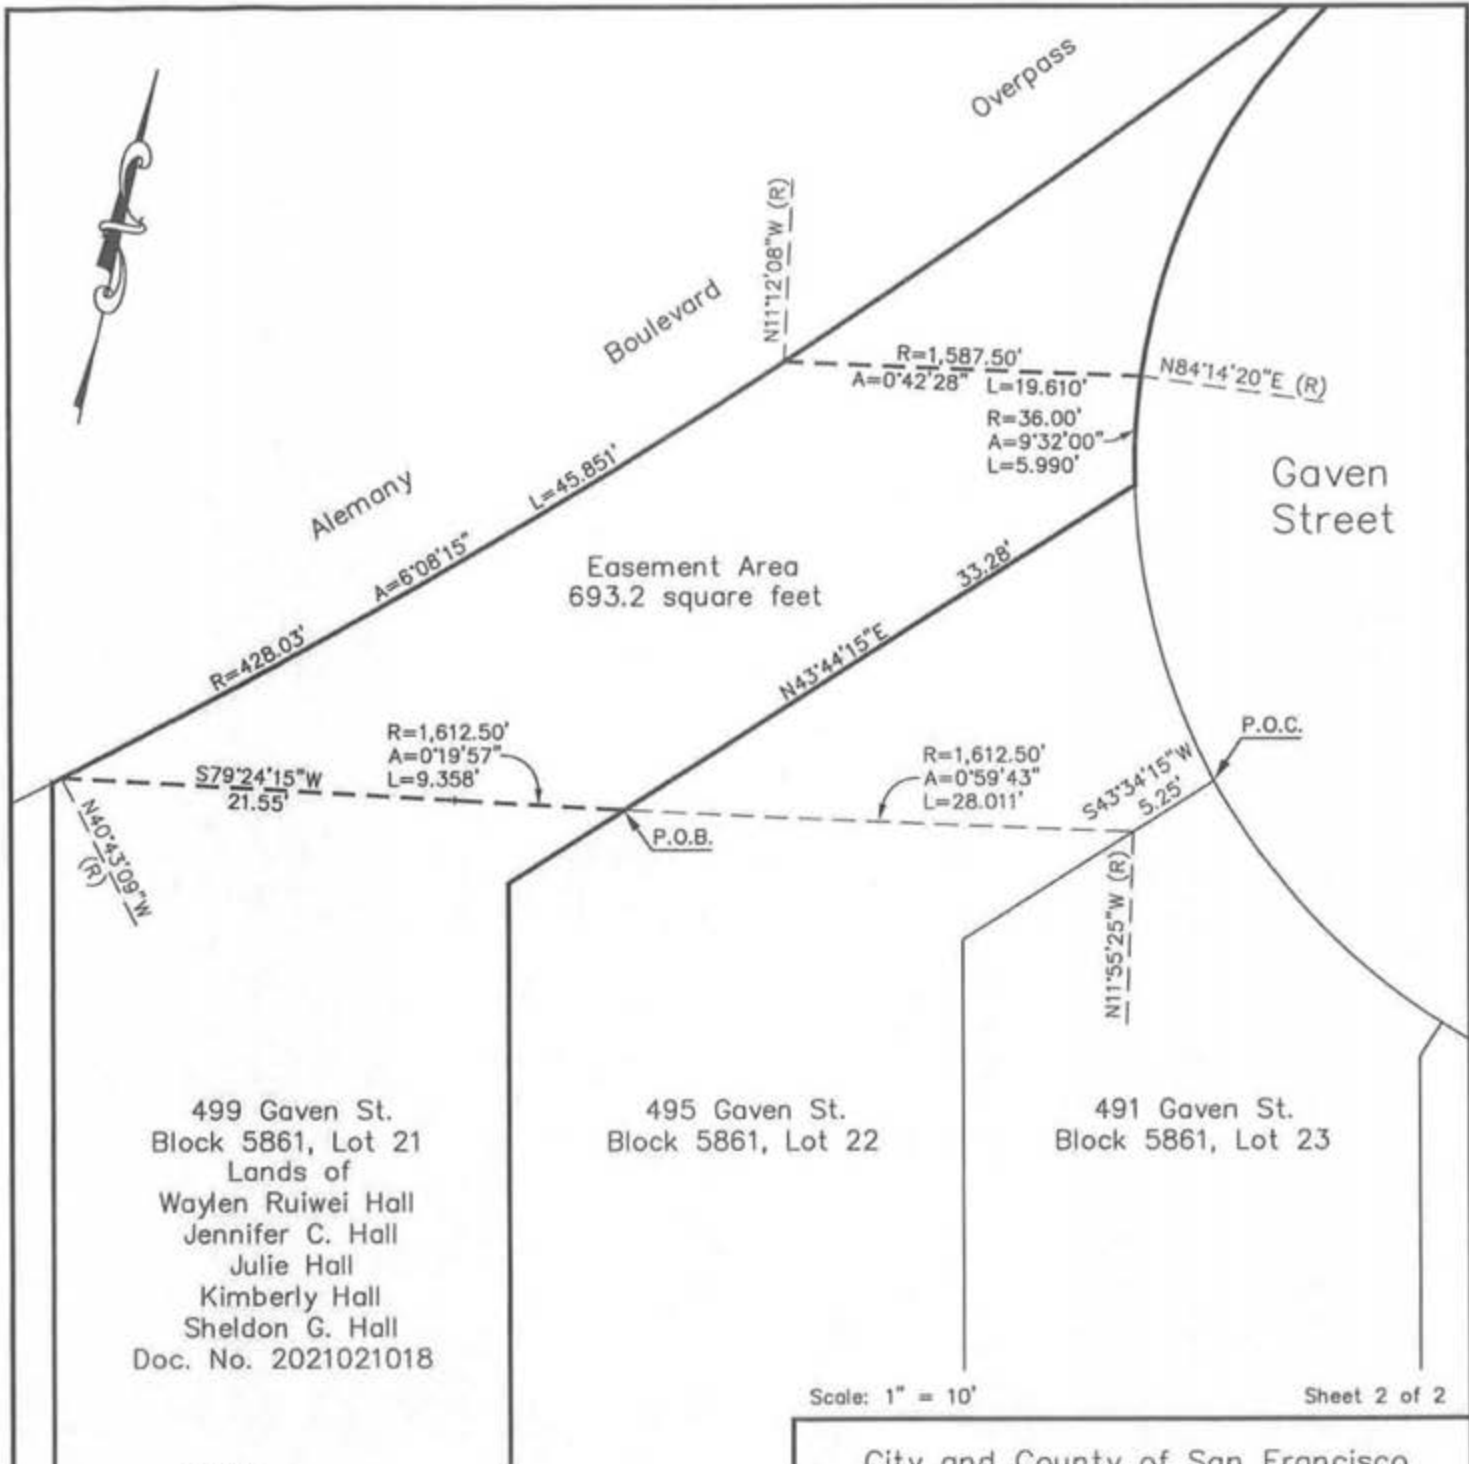 Overpass
Boulevard
N11°12'08"W (R)
R=1,587.50'
A=0°42'28" L=19.610'
N84°14'20"E (R)
R=36.00'
A=9°32'00"
L=5.990'
Gaven
Street
Alemany
L=45.851'
A=6°08'15"
R=428.03'
Easement Area
693.2 square feet
33.28'
N43°44'15"E
R=1,612.50'
A=0°19'57"
L=9.358'
S79°24'15"W
21.55'
N40°43'09"W
(R)
P.O.B.
R=1,612.50'
A=0°59'43"
L=28.011'
P.O.C.
S43°34'15"W
5.25'
N11°55'25"W (R)
499 Gaven St.
Block 5861, Lot 21
Lands of
Waylen Ruiwei Hall
Jennifer C. Hall
Julie Hall
Kimberly Hall
Sheldon G. Hall
Doc. No. 2021021018
495 Gaven St.
Block 5861, Lot 22
491 Gaven St.
Block 5861, Lot 23
Scale: 1" = 10'
Sheet 2 of 2
City and County of San Francisco